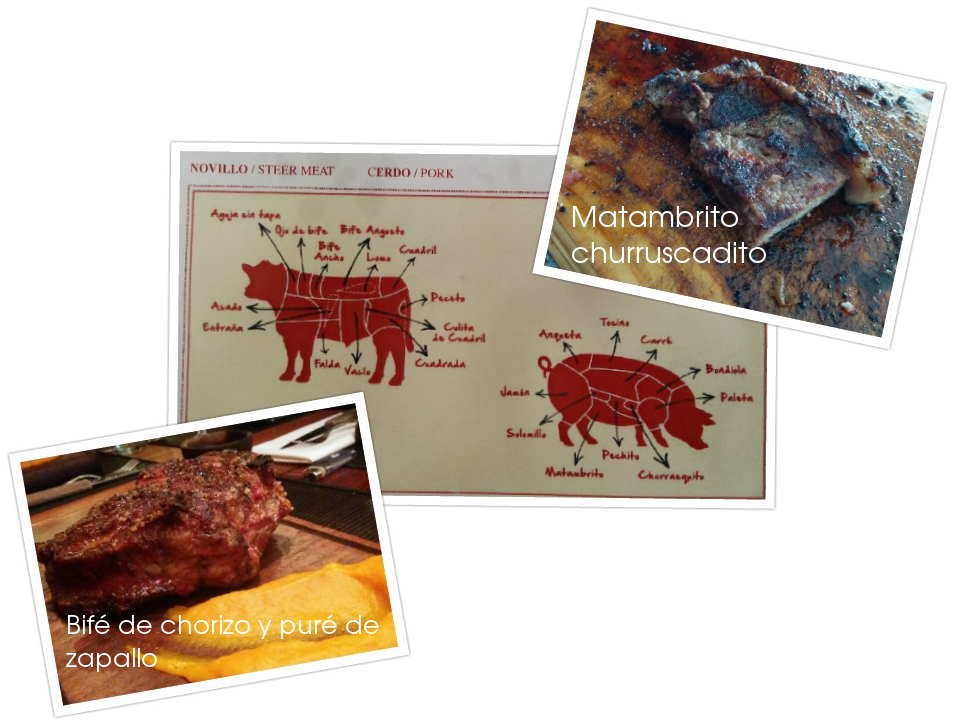 NOVILLO / STEER MEAT
CERDO / PORK
Aguja sin tapa
Ojo de bife
Bife Angosto
Bife
Ancho
Lomo
Cuadril
Asado
Peceto
Entraña
Colita
de Cuadril
Falda
Vacío
Cuadrada
Tocino
Anqueta
Carré
Bondiola
Jamón
Paleta
Solomillo
Pechito
Matambrito
Churrasquito
Matambrito
churruscadito
Bifé de chorizo y puré de
zapallo